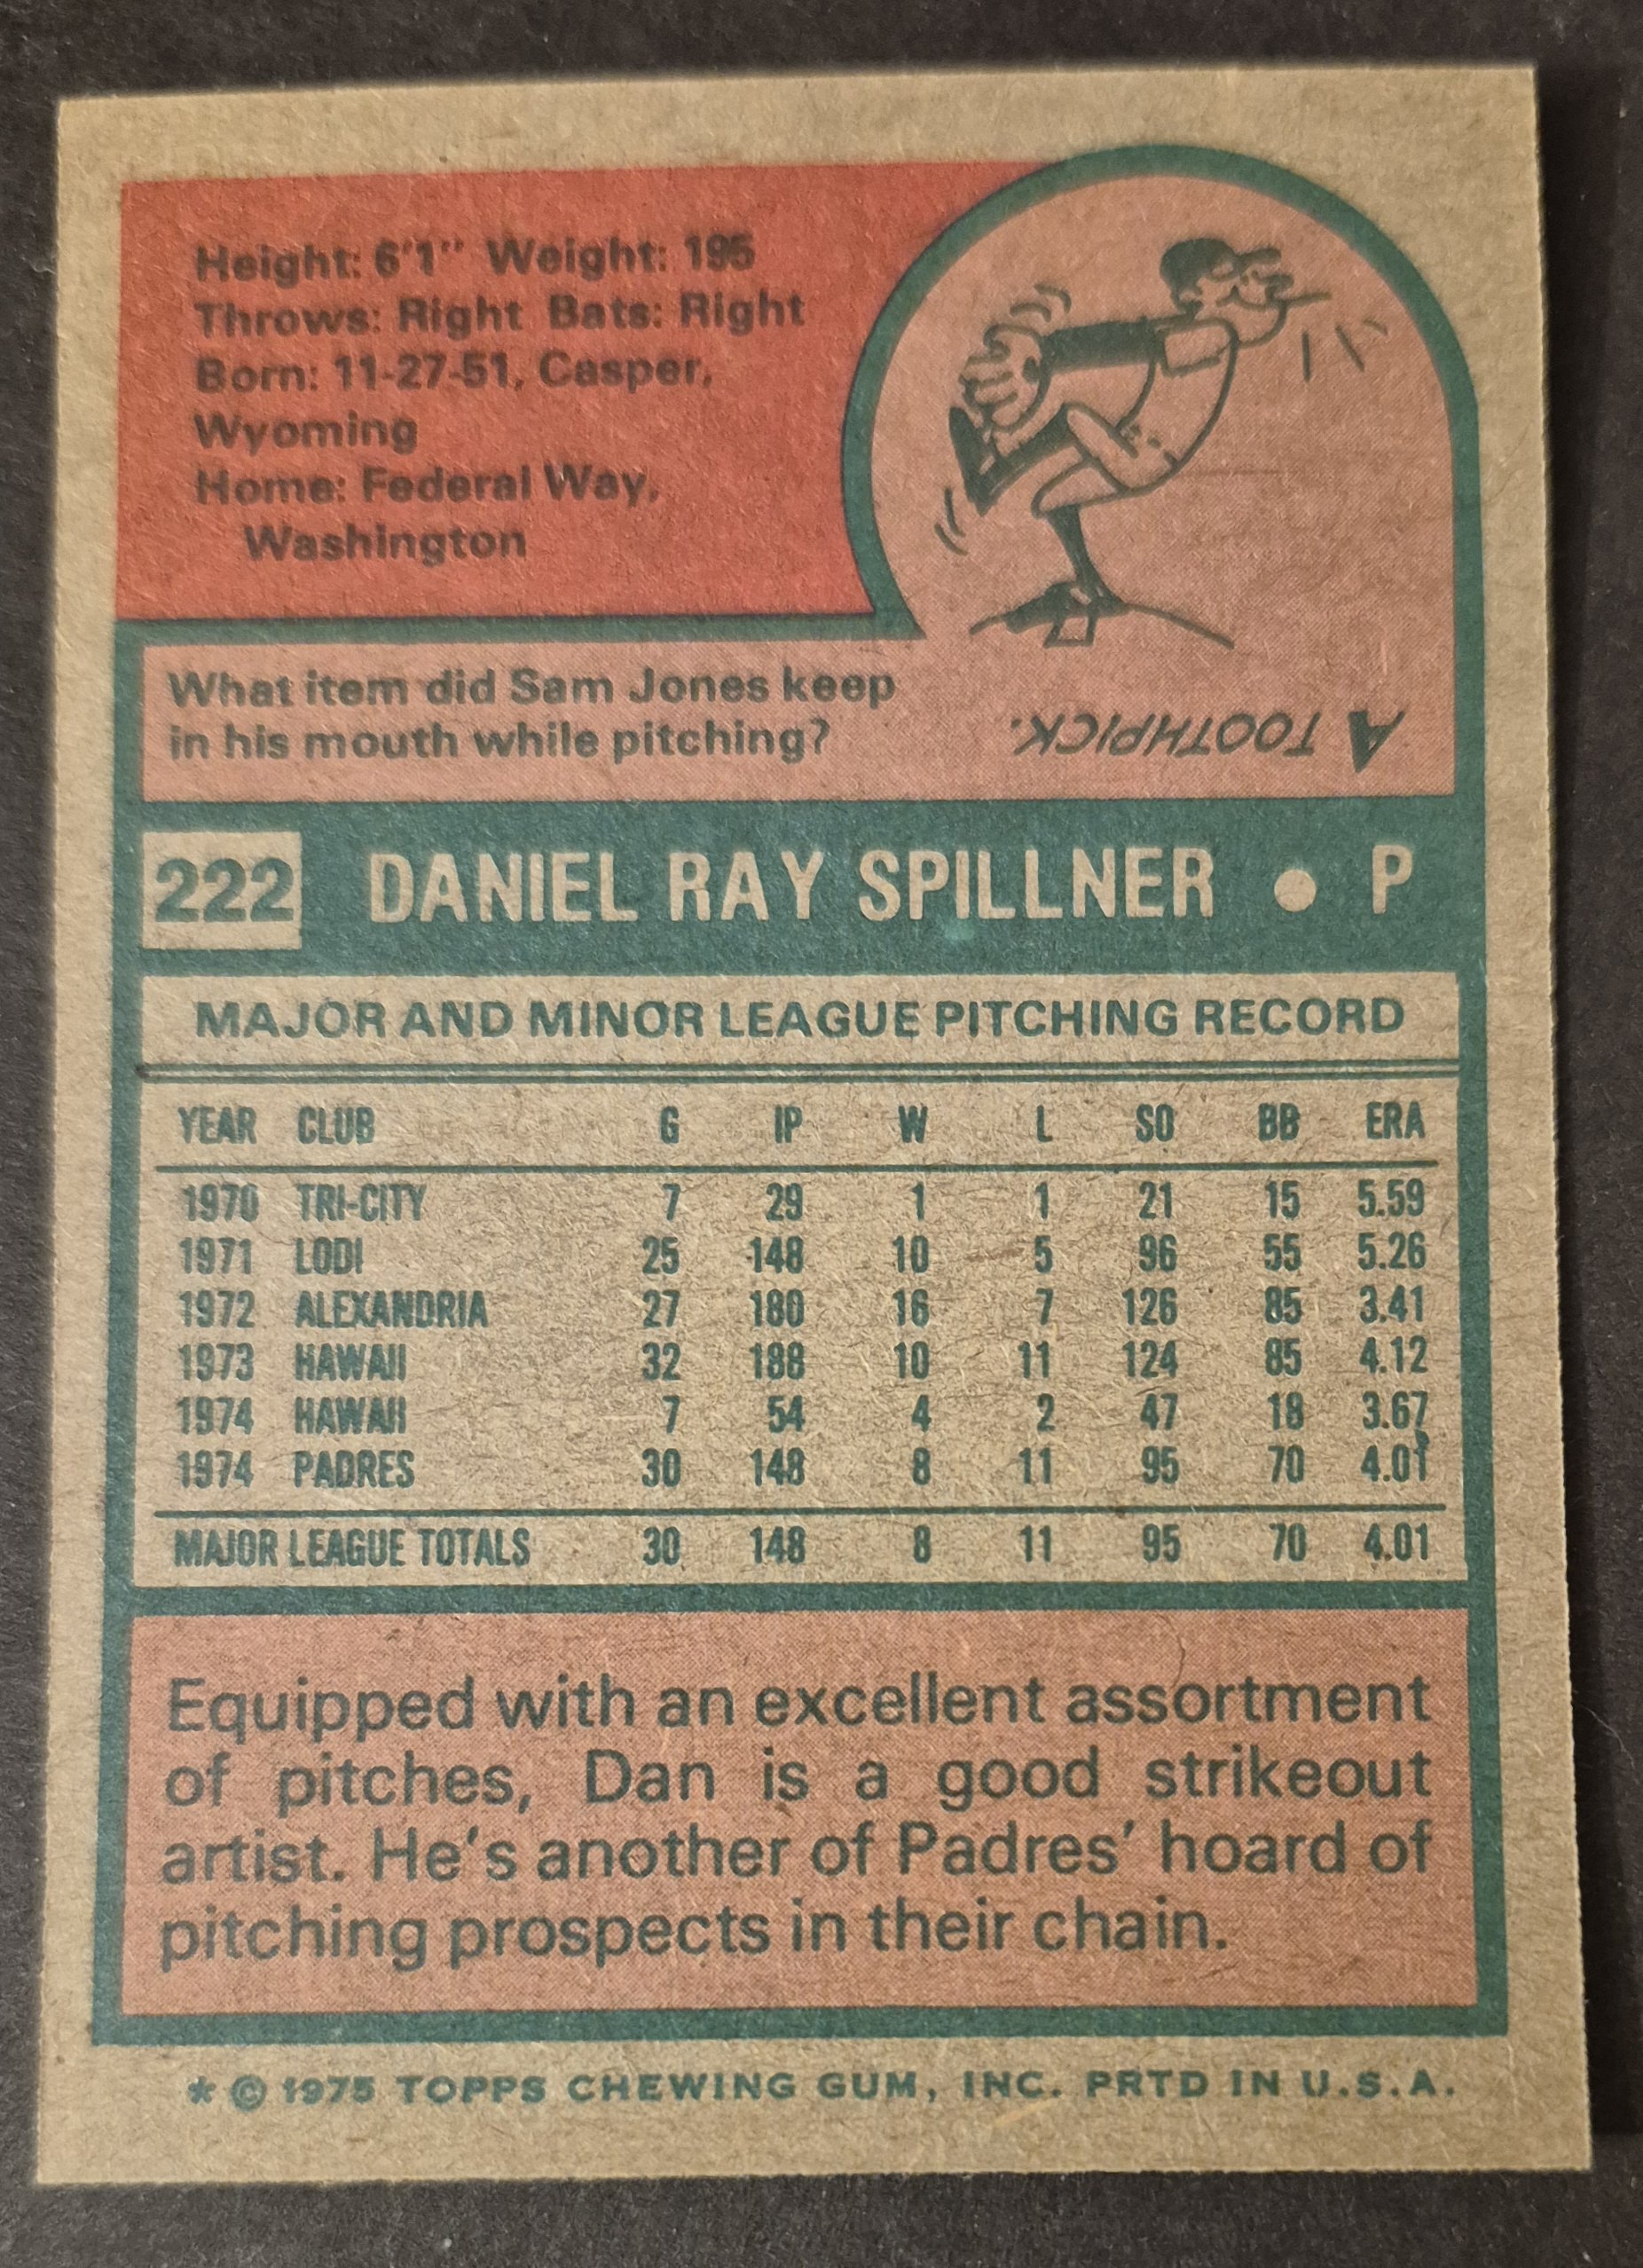 Height: 6'1" Weight: 195
Throws: Right Bats: Right
Born: 11-27-51, Casper,
Wyoming
Home: Federal Way,
Washington
What item did Sam Jones keep
in his mouth while pitching?
A TOOTHPICK.
222 DANIEL RAY SPILLNER • P
MAJOR AND MINOR LEAGUE PITCHING RECORD
YEAR CLUB G IP W L SO BB ERA
1970 TRI-CITY 7 29 1 1 21 15 5.59
1971 LODI 25 148 10 5 96 55 5.26
1972 ALEXANDRIA 27 180 16 7 126 85 3.41
1973 HAWAII 32 188 10 11 124 85 4.12
1974 HAWAII 7 54 4 2 47 18 3.67
1974 PADRES 30 148 8 11 95 70 4.01
MAJOR LEAGUE TOTALS 30 148 8 11 95 70 4.01
Equipped with an excellent assortment
of pitches, Dan is a good strikeout
artist. He's another of Padres' hoard of
pitching prospects in their chain.
* © 1975 TOPPS CHEWING GUM, INC. PRTD IN U.S.A.